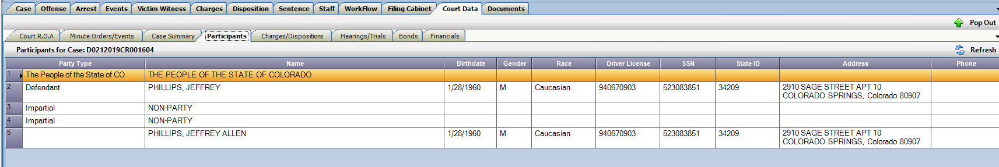 Case Offense Arrest Events Victim Witness Charges Disposition Sentence Staff WorkFlow Filing Cabinet Court Data Documents
Pop Out
Court R.O.A Minute Orders/Events Case Summary Participants Charges/Dispositions Hearings/Trials Bonds Financials
Participants for Case: D0212019CR001604 Refresh
Party Type Name Birthdate Gender Race Driver License SSN State ID Address Phone
1 The People of the State of CO THE PEOPLE OF THE STATE OF COLORADO
2 Defendant PHILLIPS, JEFFREY 1/28/1960 M Caucasian 940670903 523083851 34209 2910 SAGE STREET APT 10
COLORADO SPRINGS, Colorado 80907
3 Impartial NON-PARTY
4 Impartial NON-PARTY
5 PHILLIPS, JEFFREY ALLEN 1/28/1960 M Caucasian 940670903 523083851 34209 2910 SAGE STREET APT 10
COLORADO SPRINGS, Colorado 80907